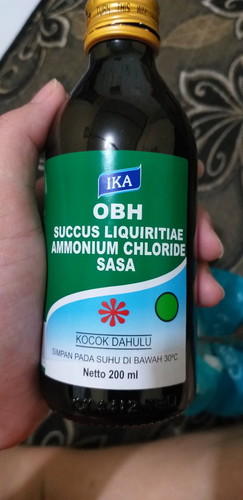 IKA
OBH
SUCCUS LIQUIRITIAE
AMMONIUM CHLORIDE
SASA
KOCOK DAHULU
SIMPAN PADA SUHU DI BAWAH 30°C
Netto 200 ml